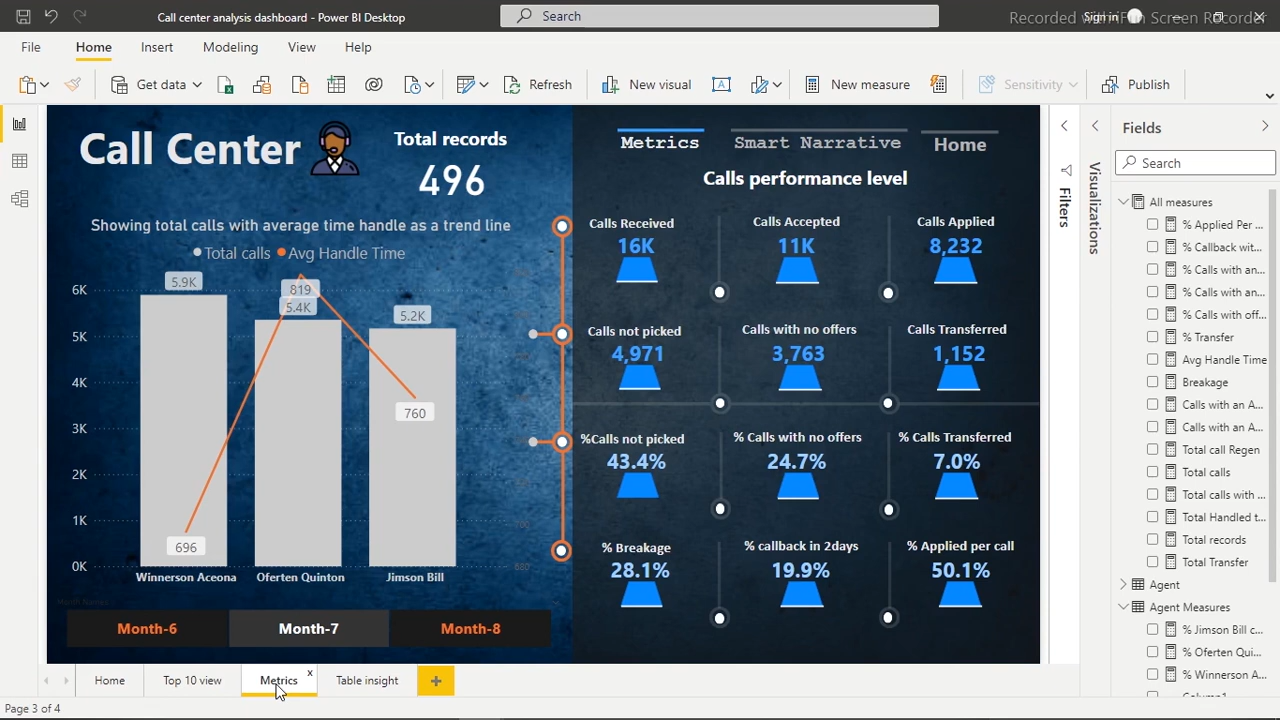 Call center analysis dashboard - Power BI Desktop
Search
Sign in
Recorded with iFun Screen Recorder
File Home Insert Modeling View Help
Get data
Refresh
New visual
New measure
Sensitivity
Publish
Call Center
Total records
496
Showing total calls with average time handle as a trend line
Total calls Avg Handle Time
6K
5K
4K
3K
2K
1K
0K
5.9K
819
5.4K
5.2K
760
696
700
680
Winnerson Aceona Oferten Quinton Jimson Bill
Month Names
Month-6 Month-7 Month-8
Metrics Smart Narrative Home
Calls performance level
Calls Received Calls Accepted Calls Applied
16K 11K 8,232
Calls not picked Calls with no offers Calls Transferred
4,971 3,763 1,152
%Calls not picked % Calls with no offers % Calls Transferred
43.4% 24.7% 7.0%
% Breakage % callback in 2days % Applied per call
28.1% 19.9% 50.1%
Filters
Visualizations
Fields
Search
All measures
% Applied Per ...
% Callback wit...
% Calls with an...
% Calls with an...
% Calls with off...
% Transfer
Avg Handle Time
Breakage
Calls with an A...
Calls with an A...
Total call Regen
Total calls
Total calls with ...
Total Handled t...
Total records
Total Transfer
Agent
Agent Measures
% Jimson Bill c...
% Oferten Qui...
% Winnerson A...
Column1
Home Top 10 view Metrics x Table insight +
Page 3 of 4